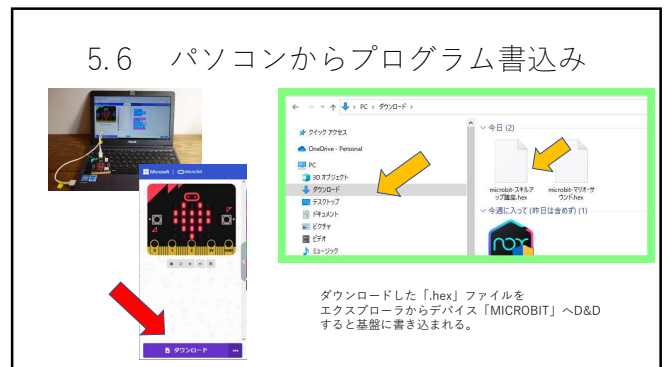 5.6 パソコンからプログラム書込み
Microsoft micro:bit
ダウンロード
PC › ダウンロード ›
クイック アクセス
OneDrive - Personal
PC
3D オブジェクト
ダウンロード
デスクトップ
ドキュメント
ピクチャ
ビデオ
ミュージック
今日 (2)
microbit-スキルア
ップ講座.hex
microbit-マリオ-サ
ウンド.hex
今週に入って (昨日は含めず) (1)
nox
ダウンロードした「.hex」ファイルを
エクスプローラからデバイス「MICROBIT」へD&D
すると基盤に書き込まれる。